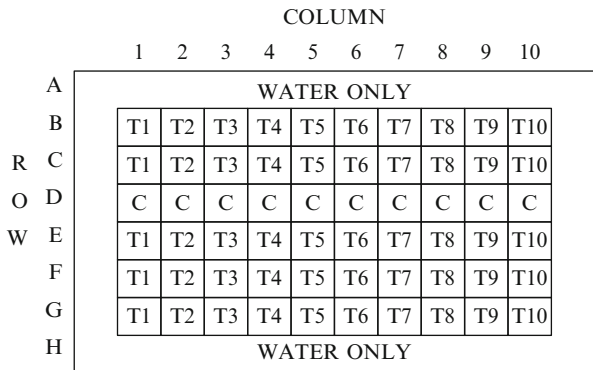 COLUMN
1 2 3 4 5 6 7 8 9 10
A WATER ONLY
B T1 T2 T3 T4 T5 T6 T7 T8 T9 T10
R C T1 T2 T3 T4 T5 T6 T7 T8 T9 T10
O D C C C C C C C C C C
W E T1 T2 T3 T4 T5 T6 T7 T8 T9 T10
F T1 T2 T3 T4 T5 T6 T7 T8 T9 T10
G T1 T2 T3 T4 T5 T6 T7 T8 T9 T10
H WATER ONLY